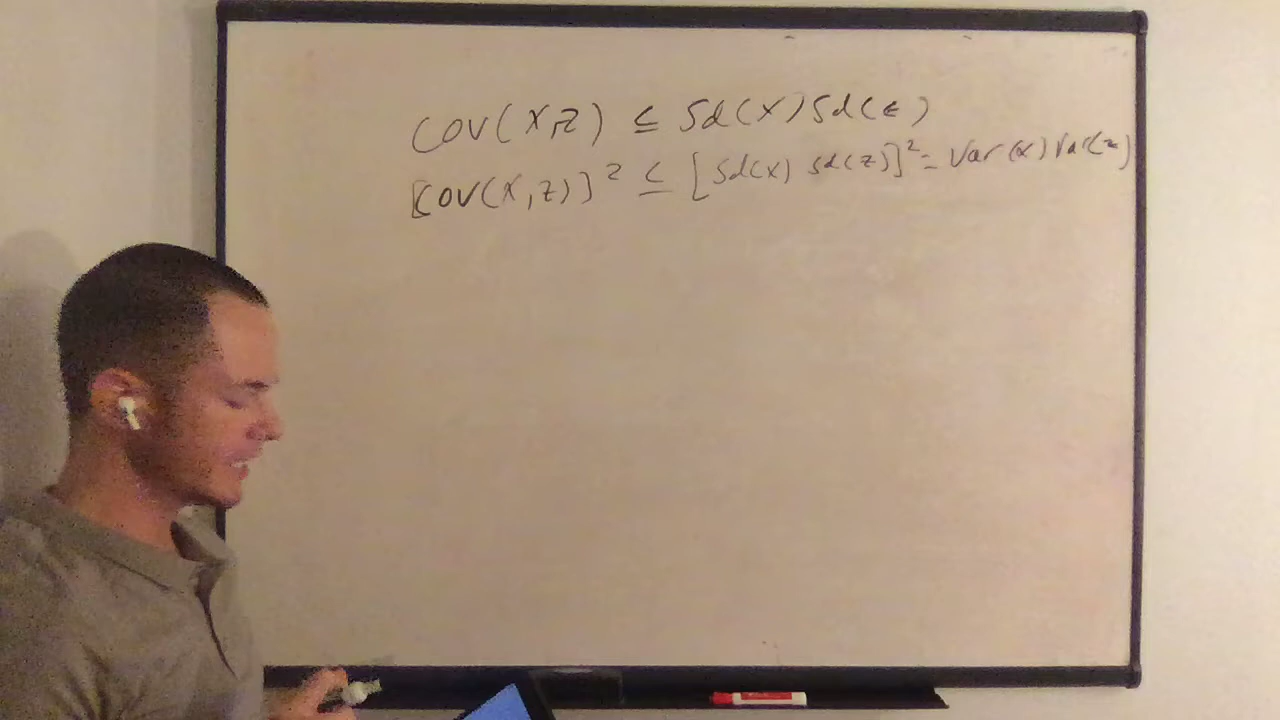 Cov(X,Z) ≤ Sd(X)Sd(Z)
[Cov(X,Z)]² ≤ [Sd(X) Sd(Z)]² = Var(X)Var(Z)